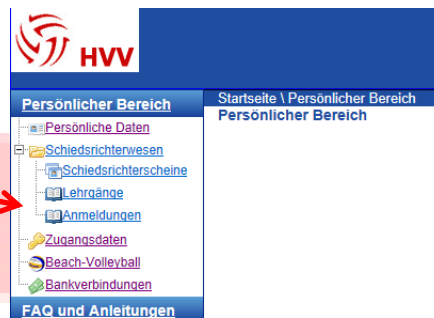 HVV
Persönlicher Bereich
Startseite \ Persönlicher Bereich
Persönlicher Bereich
Persönliche Daten
Schiedsrichterwesen
Schiedsrichterscheine
Lehrgänge
Anmeldungen
Zugangsdaten
Beach-Volleyball
Bankverbindungen
FAQ und Anleitungen